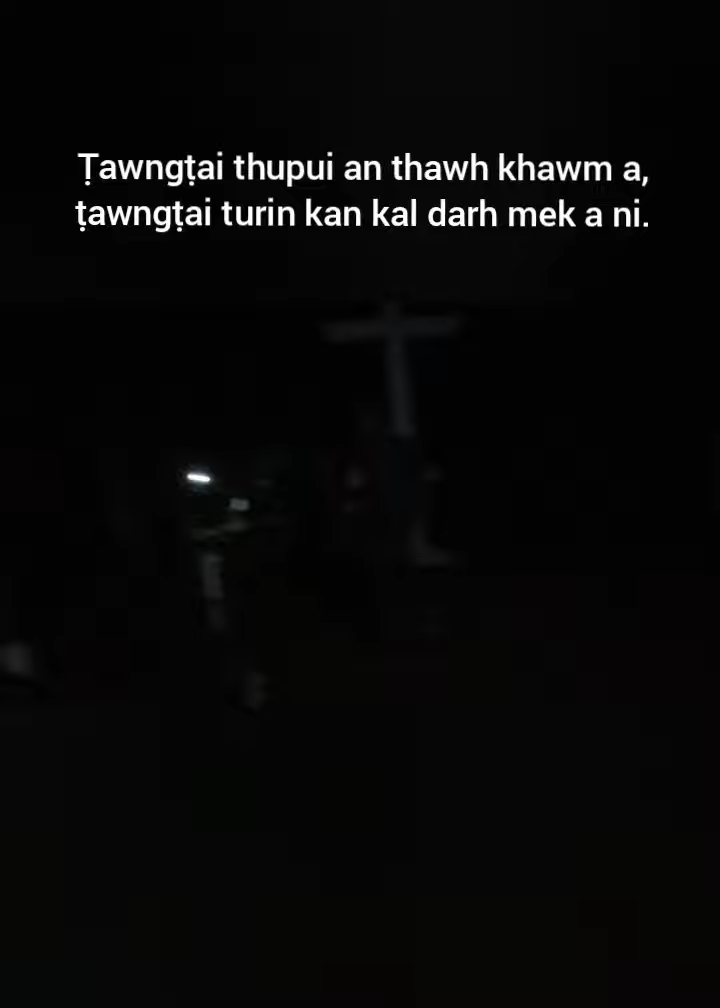 Ṭawngṭai thupui an thawh khawm a,
ṭawngṭai turin kan kal darh mek a ni.